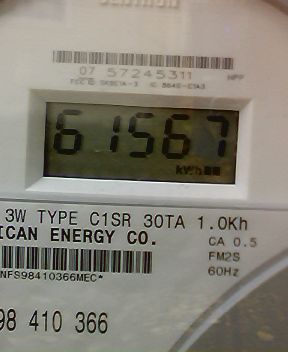 07 57245311
61567
kWh
3W TYPE C1SR 30TA 1.0Kh
ICAN ENERGY CO.
CA 0.5
FM2S
60Hz
NFS98410366MEC*
98 410 366